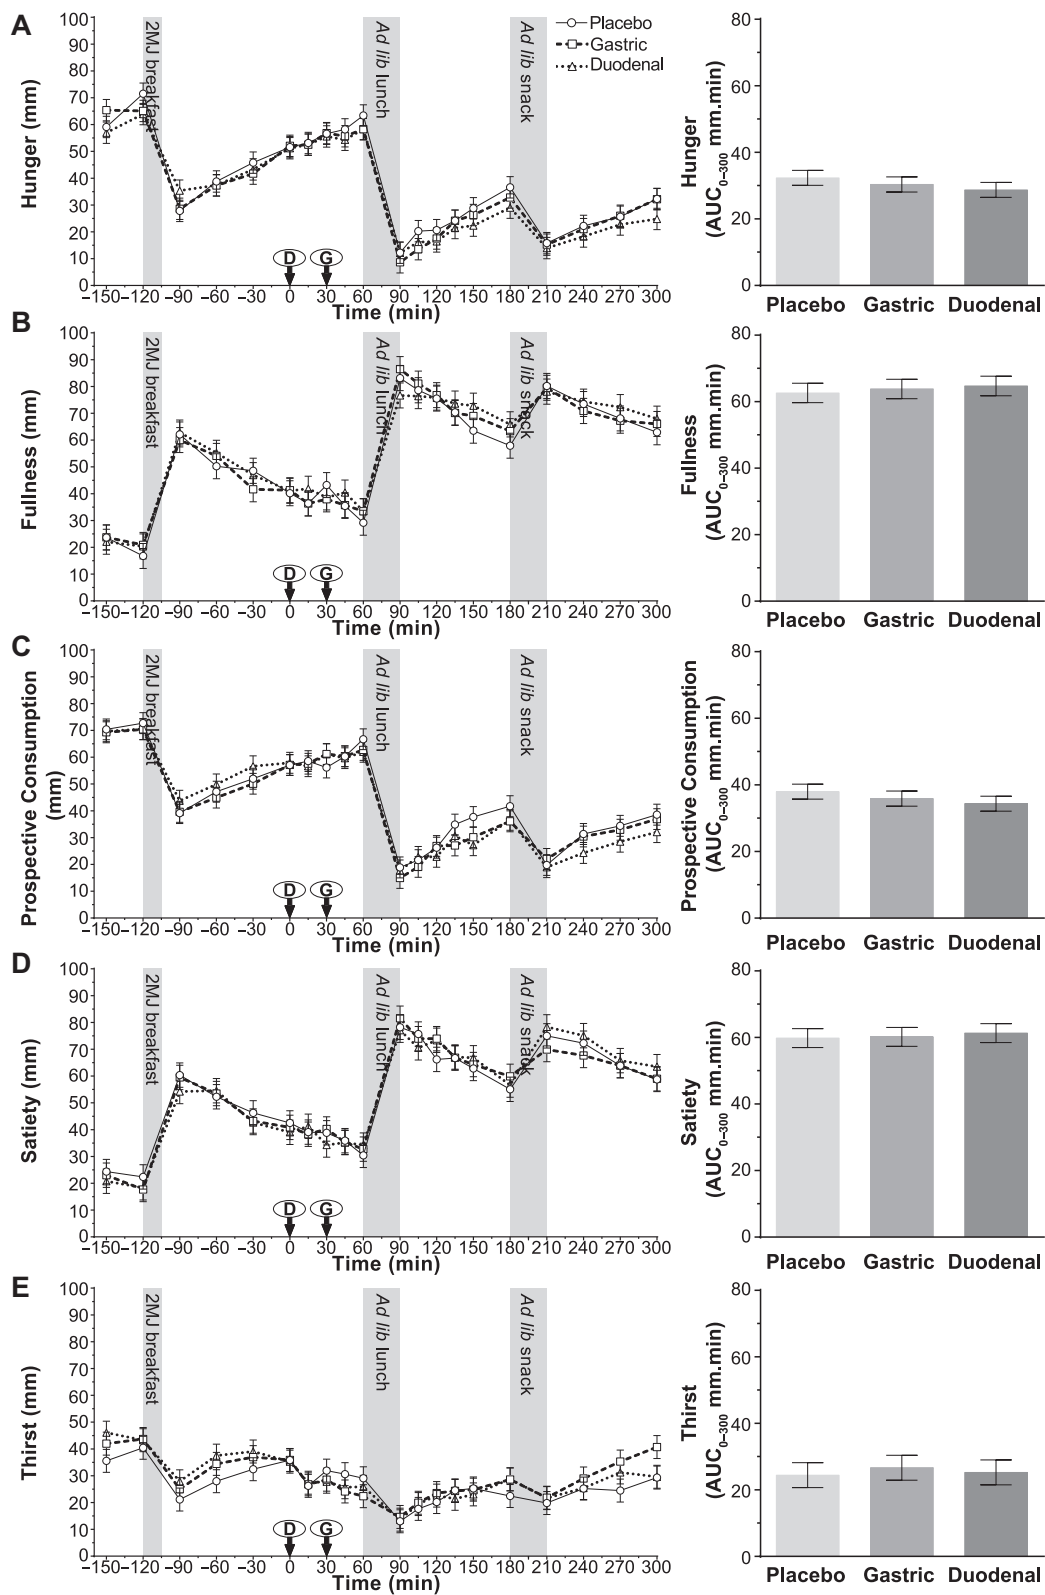 A
Hunger (mm)
100
90
80
70
60
50
40
30
20
10
0
2MJ breakfast
Ad lib lunch
Ad lib snack
Placebo
Gastric
Duodenal
D G
–150 –120 –90 –60 –30 0 30 60 90 120 150 180 210 240 270 300
Time (min)
Hunger
(AUC0–300 mm.min)
80
60
40
20
0
Placebo Gastric Duodenal
B
Fullness (mm)
100
90
80
70
60
50
40
30
20
10
0
2MJ breakfast
Ad lib lunch
Ad lib snack
D G
–150 –120 –90 –60 –30 0 30 60 90 120 150 180 210 240 270 300
Time (min)
Fullness
(AUC0–300 mm.min)
80
60
40
20
0
Placebo Gastric Duodenal
C
Prospective Consumption
(mm)
100
90
80
70
60
50
40
30
20
10
0
2MJ breakfast
Ad lib lunch
Ad lib snack
D G
–150 –120 –90 –60 –30 0 30 60 90 120 150 180 210 240 270 300
Time (min)
Prospective Consumption
(AUC0–300 mm.min)
80
60
40
20
0
Placebo Gastric Duodenal
D
Satiety (mm)
100
90
80
70
60
50
40
30
20
10
0
2MJ breakfast
Ad lib lunch
Ad lib snack
D G
–150 –120 –90 –60 –30 0 30 60 90 120 150 180 210 240 270 300
Time (min)
Satiety
(AUC0–300 mm.min)
80
60
40
20
0
Placebo Gastric Duodenal
E
Thirst (mm)
100
90
80
70
60
50
40
30
20
10
0
2MJ breakfast
Ad lib lunch
Ad lib snack
D G
–150 –120 –90 –60 –30 0 30 60 90 120 150 180 210 240 270 300
Time (min)
Thirst
(AUC0–300 mm.min)
80
60
40
20
0
Placebo Gastric Duodenal